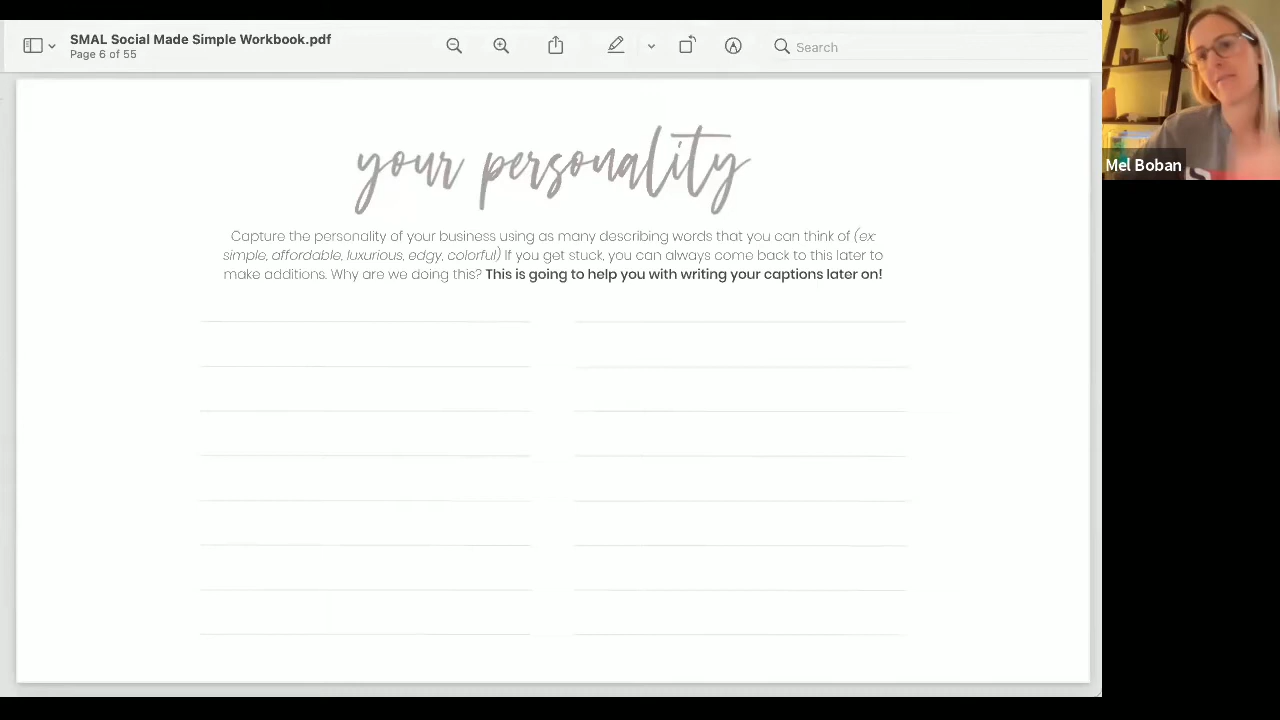 SMAL Social Made Simple Workbook.pdf
Page 6 of 55
Search
Mel Boban
your personality
Capture the personality of your business using as many describing words that you can think of (ex:
simple, affordable, luxurious, edgy, colorful) If you get stuck, you can always come back to this later to
make additions. Why are we doing this? This is going to help you with writing your captions later on!